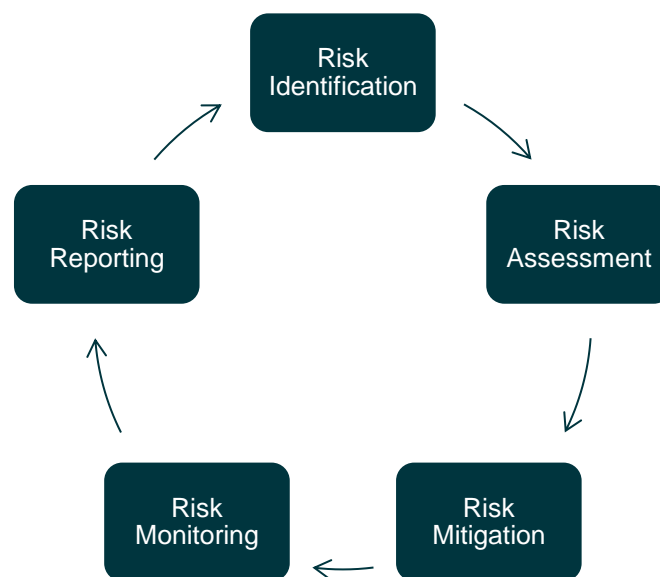 Risk
Identification
Risk
Assessment
Risk
Mitigation
Risk
Monitoring
Risk
Reporting